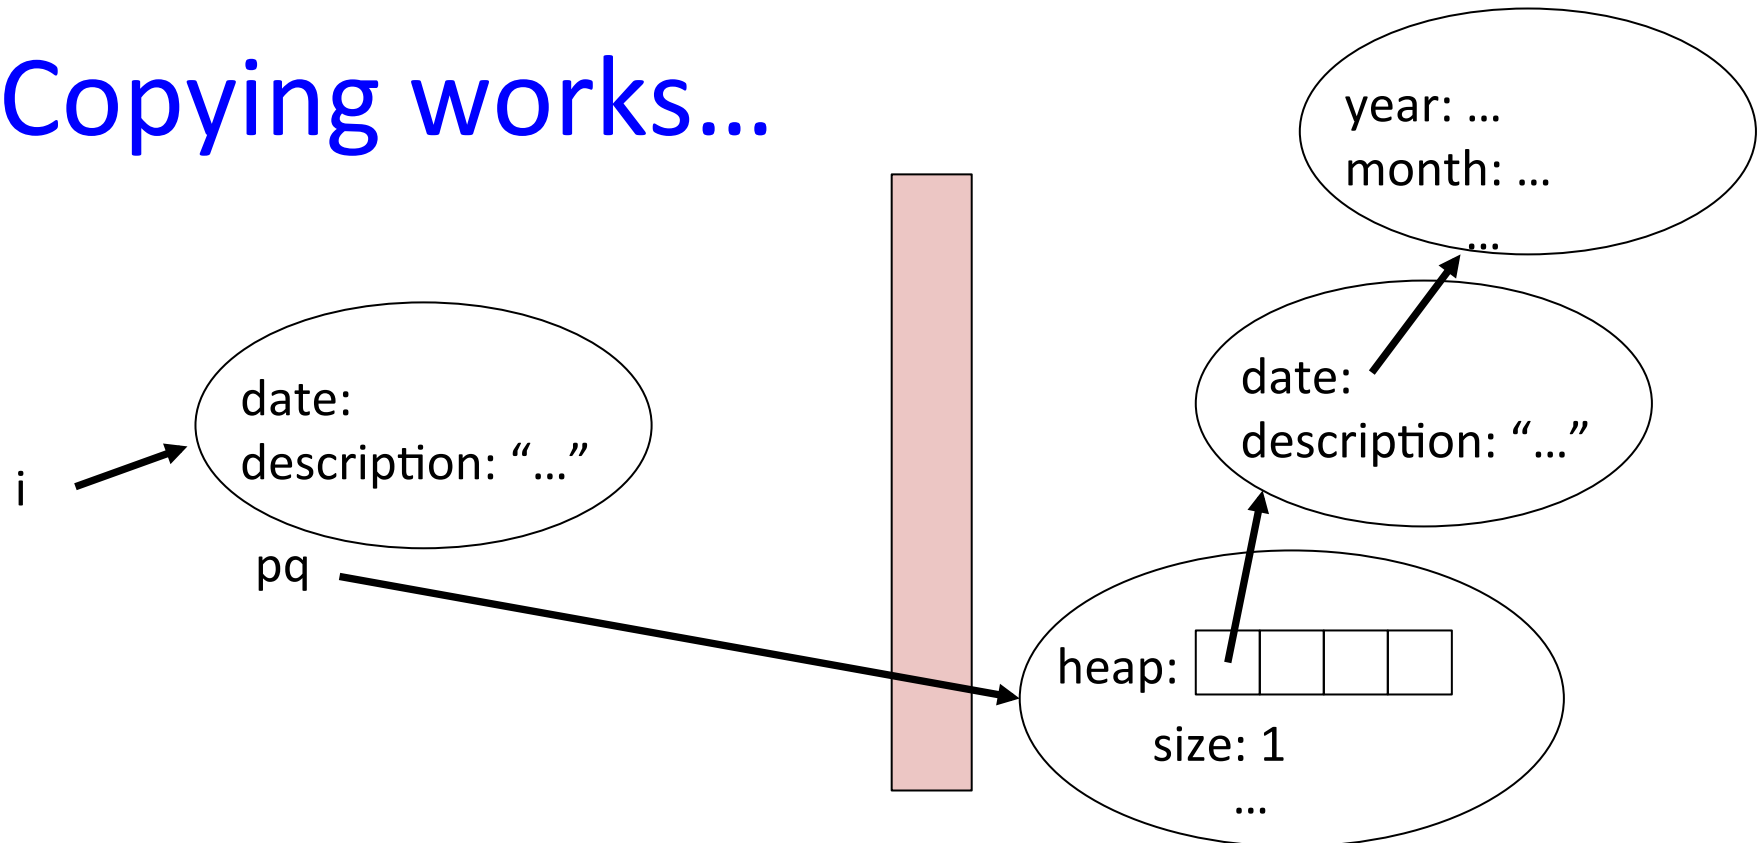 Copying works…
year: …
month: …
…
date:
description: “…”
i
pq
date:
description: “…”
heap:
size: 1
…